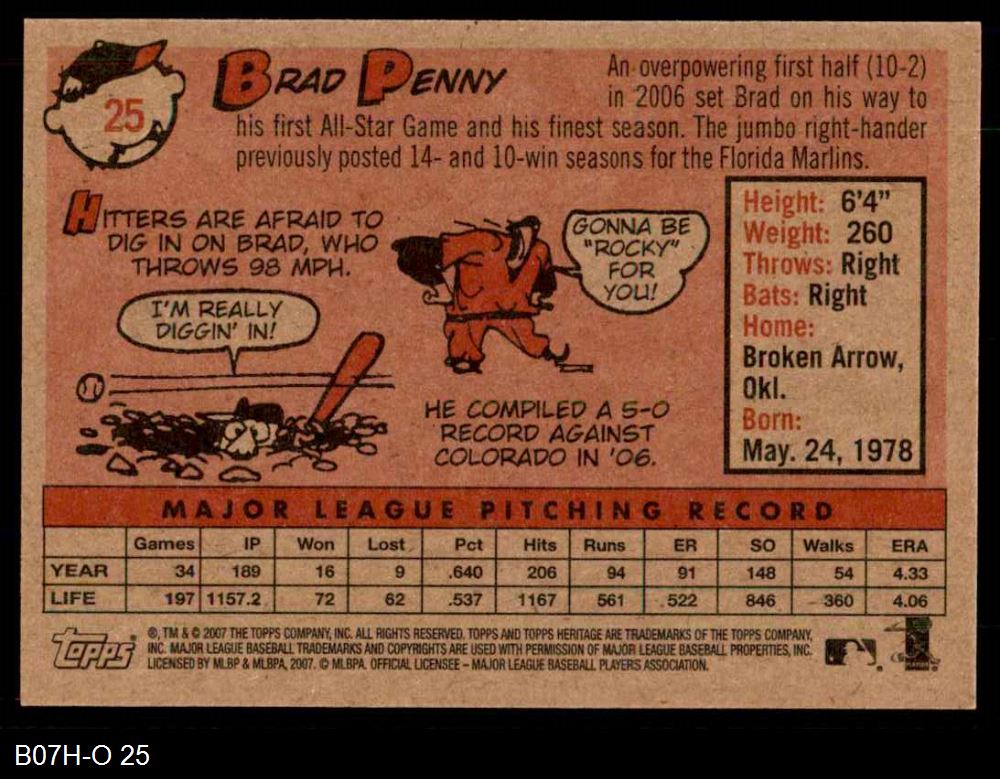 25
BRAD PENNY
An overpowering first half (10-2)
in 2006 set Brad on his way to
his first All-Star Game and his finest season. The jumbo right-hander
previously posted 14- and 10-win seasons for the Florida Marlins.
HITTERS ARE AFRAID TO
DIG IN ON BRAD, WHO
THROWS 98 MPH.
I'M REALLY
DIGGIN' IN!
GONNA BE
"ROCKY"
FOR
YOU!
HE COMPILED A 5-0
RECORD AGAINST
COLORADO IN '06.
Height: 6'4"
Weight: 260
Throws: Right
Bats: Right
Home:
Broken Arrow,
Okl.
Born:
May. 24, 1978
MAJOR LEAGUE PITCHING RECORD
Games IP Won Lost Pct Hits Runs ER SO Walks ERA
YEAR 34 189 16 9 .640 206 94 91 148 54 4.33
LIFE 197 1157.2 72 62 .537 1167 561 522 846 360 4.06
topps
®, TM & © 2007 THE TOPPS COMPANY, INC. ALL RIGHTS RESERVED. TOPPS AND TOPPS HERITAGE ARE TRADEMARKS OF THE TOPPS COMPANY,
INC. MAJOR LEAGUE BASEBALL TRADEMARKS AND COPYRIGHTS ARE USED WITH PERMISSION OF MAJOR LEAGUE BASEBALL PROPERTIES, INC.
LICENSED BY MLBP & MLBPA, 2007. © MLBPA. OFFICIAL LICENSEE – MAJOR LEAGUE BASEBALL PLAYERS ASSOCIATION.
B07H-O 25